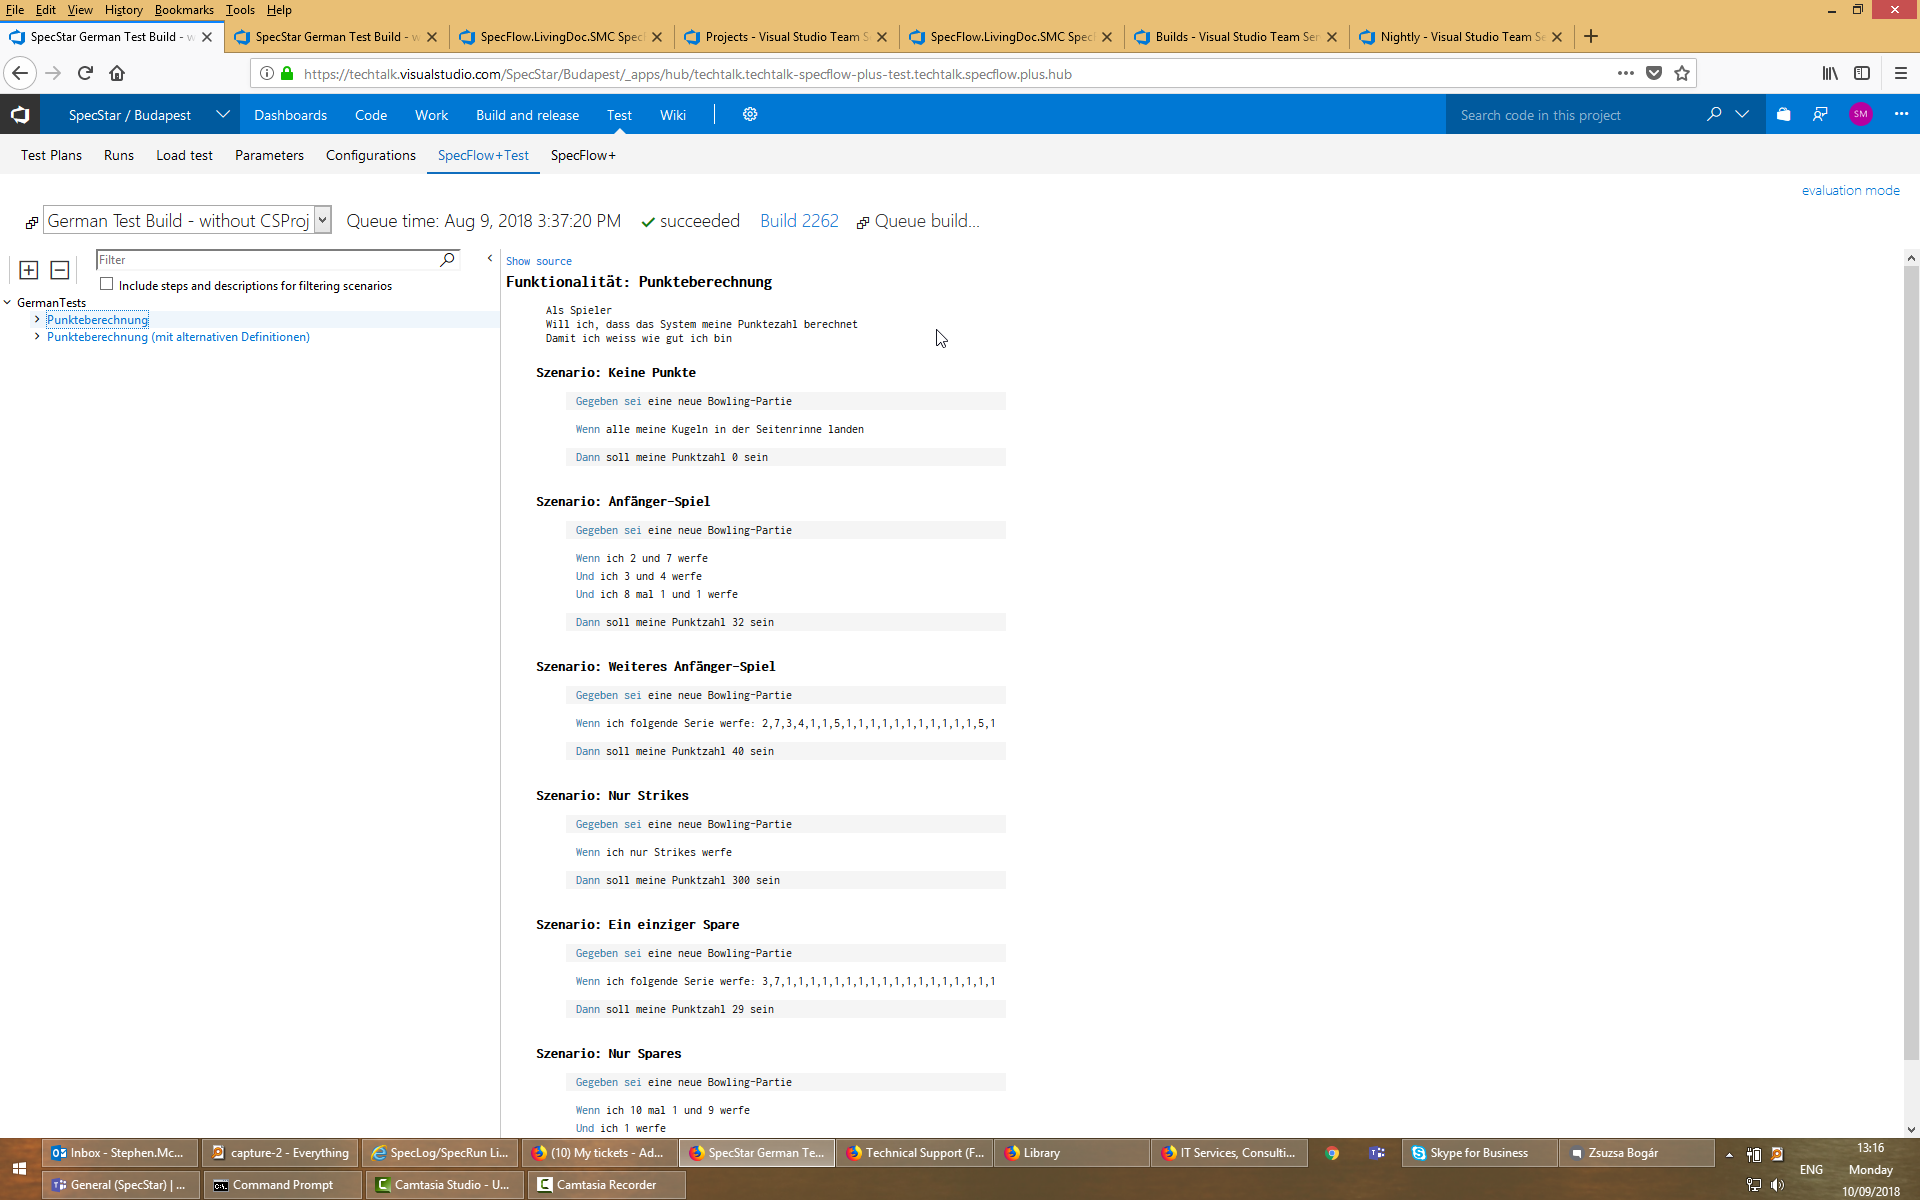 File Edit View History Bookmarks Tools Help
SpecStar German Test Build - w
SpecStar German Test Build - w
SpecFlow.LivingDoc.SMC SpecF
Projects - Visual Studio Team S
SpecFlow.LivingDoc.SMC SpecF
Builds - Visual Studio Team Ser
Nightly - Visual Studio Team Se
https://techtalk.visualstudio.com/SpecStar/Budapest/_apps/hub/techtalk.techtalk-specflow-plus-test.techtalk.specflow.plus.hub
SpecStar / Budapest Dashboards Code Work Build and release Test Wiki Search code in this project SM
Test Plans Runs Load test Parameters Configurations SpecFlow+Test SpecFlow+
evaluation mode
German Test Build - without CSProj Queue time: Aug 9, 2018 3:37:20 PM succeeded Build 2262 Queue build...
Filter
Include steps and descriptions for filtering scenarios
GermanTests
Punkteberechnung
Punkteberechnung (mit alternativen Definitionen)
Show source
Funktionalität: Punkteberechnung
Als Spieler
Will ich, dass das System meine Punktezahl berechnet
Damit ich weiss wie gut ich bin
Szenario: Keine Punkte
Gegeben sei eine neue Bowling-Partie
Wenn alle meine Kugeln in der Seitenrinne landen
Dann soll meine Punktzahl 0 sein
Szenario: Anfänger-Spiel
Gegeben sei eine neue Bowling-Partie
Wenn ich 2 und 7 werfe
Und ich 3 und 4 werfe
Und ich 8 mal 1 und 1 werfe
Dann soll meine Punktzahl 32 sein
Szenario: Weiteres Anfänger-Spiel
Gegeben sei eine neue Bowling-Partie
Wenn ich folgende Serie werfe: 2,7,3,4,1,1,5,1,1,1,1,1,1,1,1,1,1,1,5,1
Dann soll meine Punktzahl 40 sein
Szenario: Nur Strikes
Gegeben sei eine neue Bowling-Partie
Wenn ich nur Strikes werfe
Dann soll meine Punktzahl 300 sein
Szenario: Ein einziger Spare
Gegeben sei eine neue Bowling-Partie
Wenn ich folgende Serie werfe: 3,7,1,1,1,1,1,1,1,1,1,1,1,1,1,1,1,1,1,1
Dann soll meine Punktzahl 29 sein
Szenario: Nur Spares
Gegeben sei eine neue Bowling-Partie
Wenn ich 10 mal 1 und 9 werfe
Und ich 1 werfe
Inbox - Stephen.Mc... capture-2 - Everything SpecLog/SpecRun Li... (10) My tickets - Ad... SpecStar German Te... Technical Support (F... Library IT Services, Consulti... Skype for Business Zsuzsa Bogár
General (SpecStar) | ... Command Prompt Camtasia Studio - U... Camtasia Recorder
ENG
13:16
Monday
10/09/2018